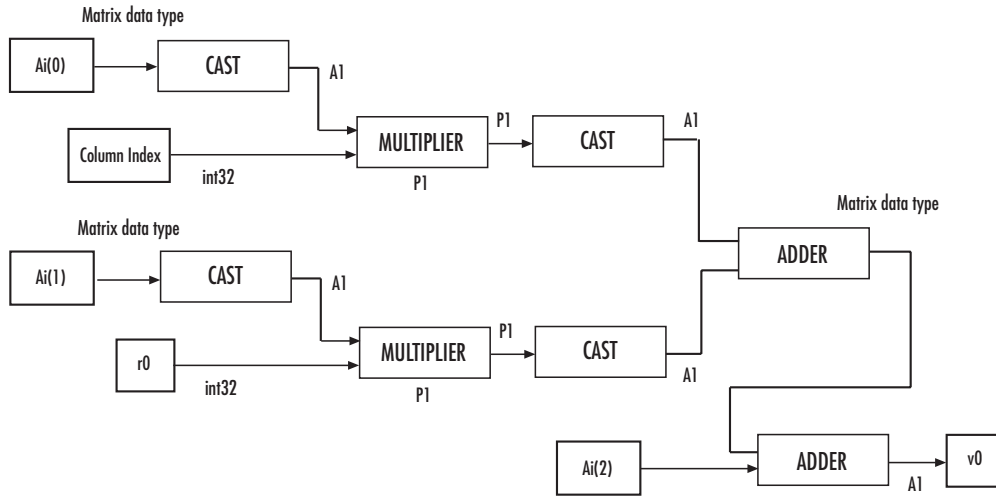 Matrix data type
Ai(0)
CAST
A1
Column Index
int32
MULTIPLIER
P1
P1
CAST
A1
Matrix data type
Ai(1)
CAST
A1
r0
int32
MULTIPLIER
P1
P1
CAST
A1
Matrix data type
ADDER
Ai(2)
ADDER
A1
v0